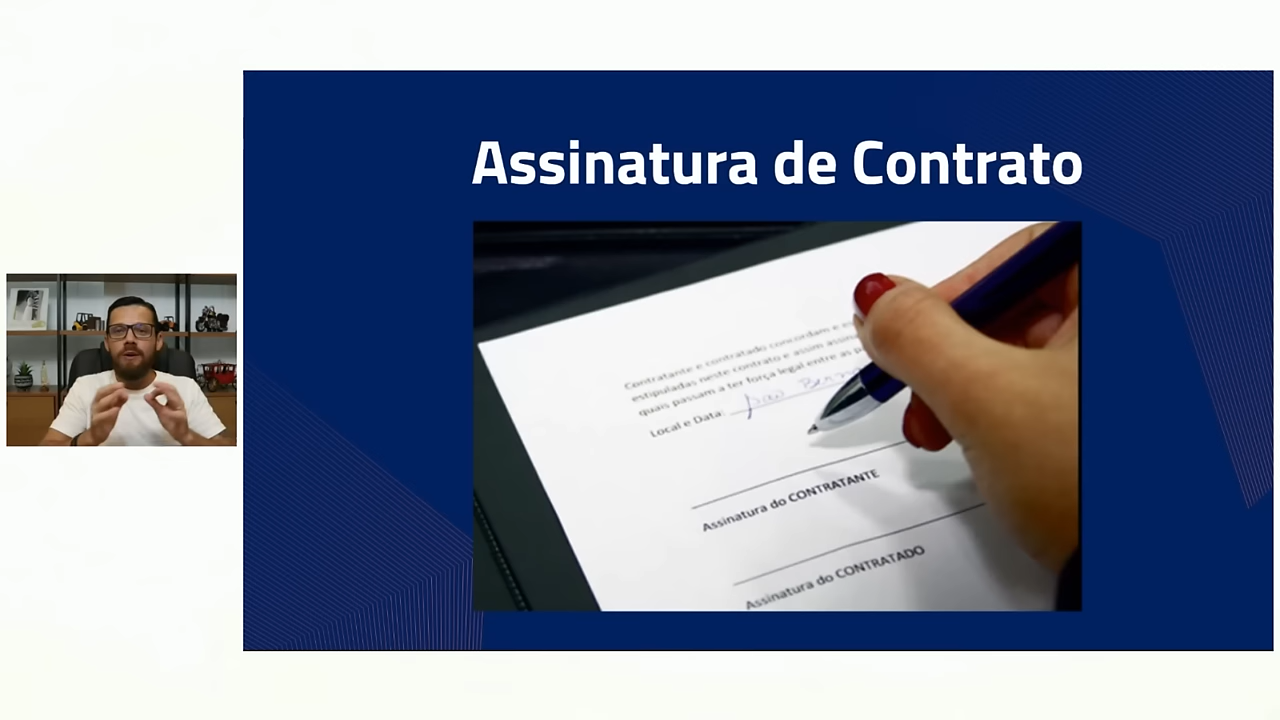 Assinatura de Contrato
Contratante e contratado concordam e
estipuladas neste contrato e assim
quais passam a ter força legal entre as
Local e Data:
Assinatura do CONTRATANTE
Assinatura do CONTRATADO